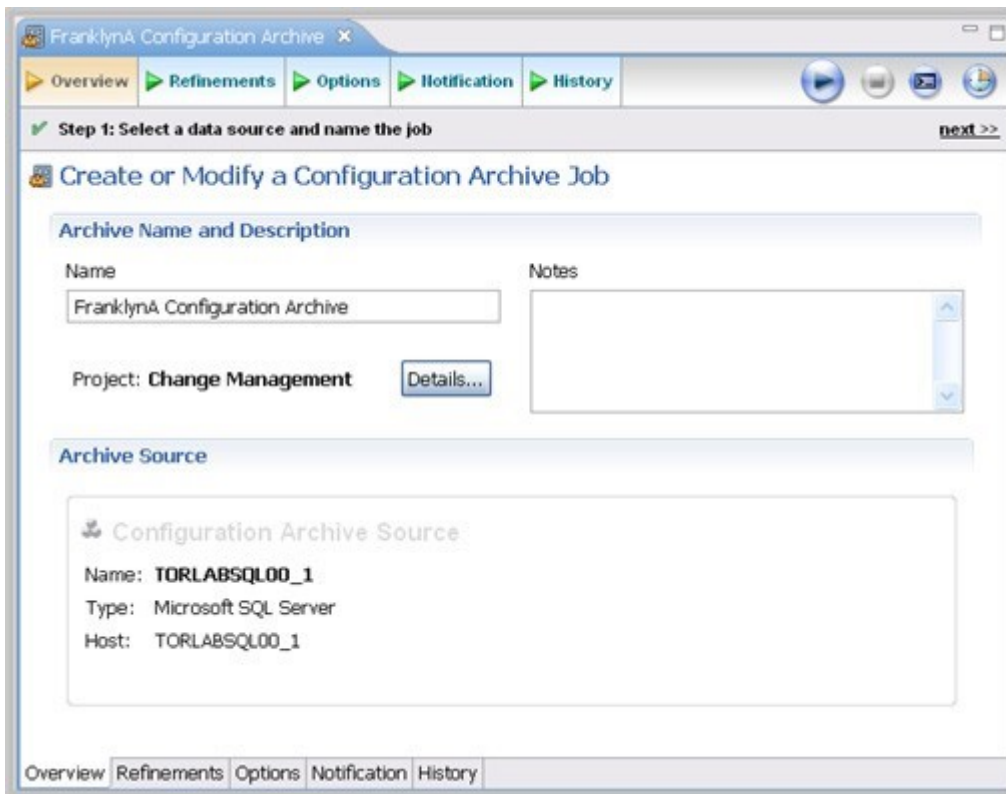 FranklynA Configuration Archive
Overview Refinements Options Notification History
Step 1: Select a data source and name the job next >>
Create or Modify a Configuration Archive Job
Archive Name and Description
Name Notes
FranklynA Configuration Archive
Project: Change Management Details...
Archive Source
Configuration Archive Source
Name: TORLABSQL00_1
Type: Microsoft SQL Server
Host: TORLABSQL00_1
Overview Refinements Options Notification History